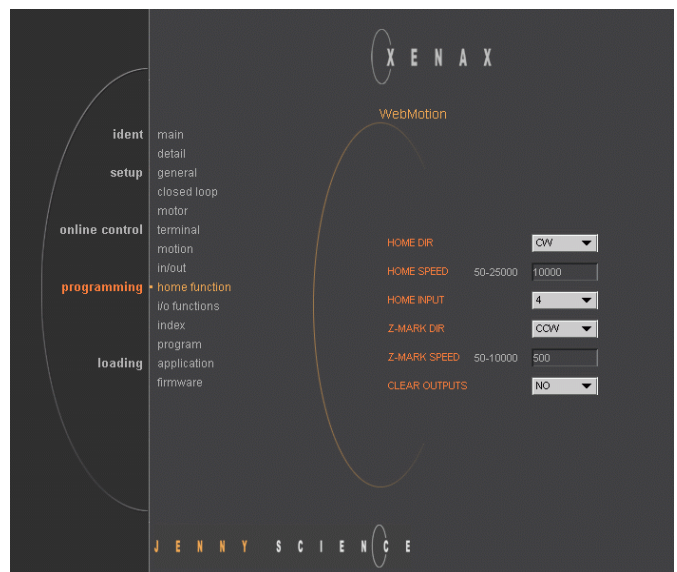 XENAX
WebMotion
ident main
detail
setup general
closed loop
motor
online control terminal
motion
in/out
programming • home function
i/o functions
index
program
loading application
firmware
HOME DIR CW
HOME SPEED 50-25000 10000
HOME INPUT 4
Z-MARK DIR CCW
Z-MARK SPEED 50-10000 500
CLEAR OUTPUTS NO
JENNY SCIENCE